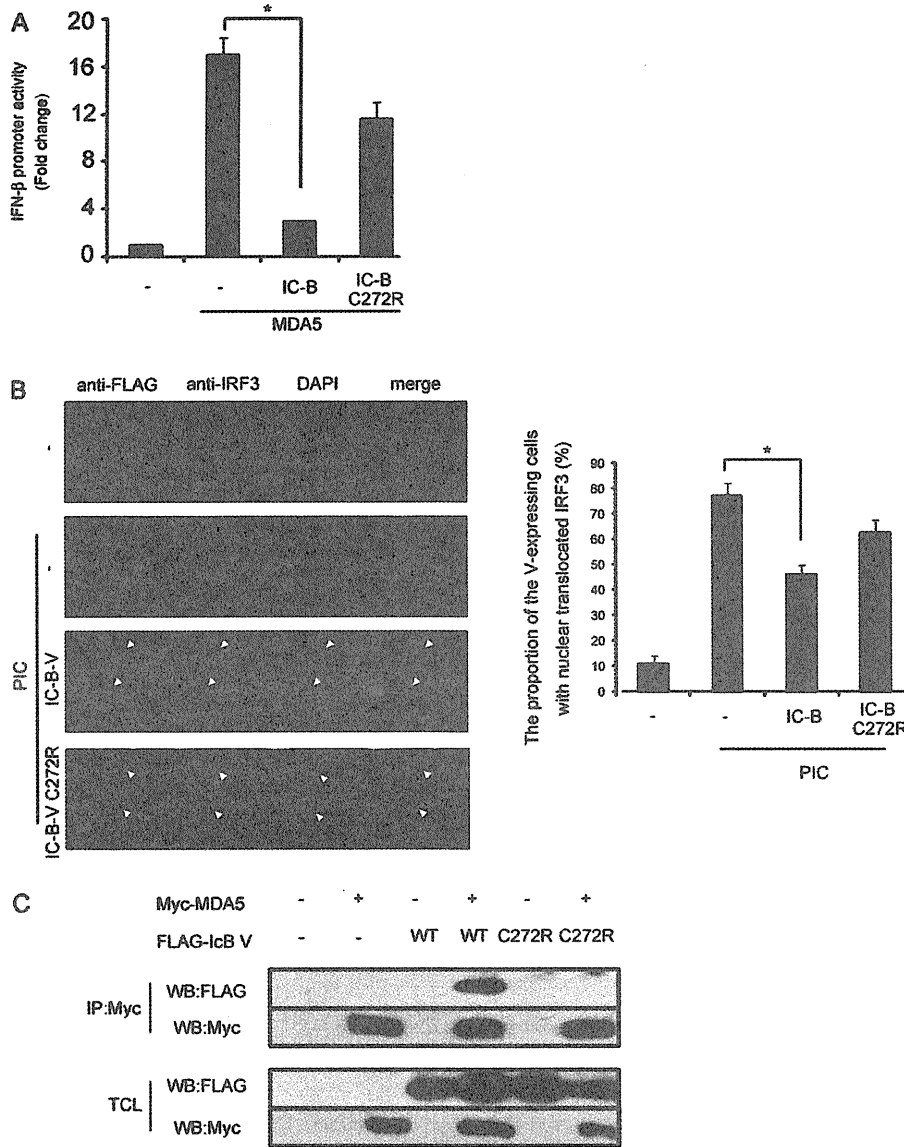 A
*
20
16
12
8
4
0
IFN-β promoter activity
(Fold change)
- - IC-B IC-B
C272R
MDA5
B
anti-FLAG anti-IRF3 DAPI merge
-
-
IC-B-V
IC-B-V C272R
PIC
*
90
80
70
60
50
40
30
20
10
0
The proportion of the V-expressing cells
with nuclear translocated IRF3 (%)
- - IC-B IC-B
C272R
PIC
C
Myc-MDA5 - + - + - +
FLAG-IcB V - - WT WT C272R C272R
IP:Myc
WB:FLAG
WB:Myc
TCL
WB:FLAG
WB:Myc